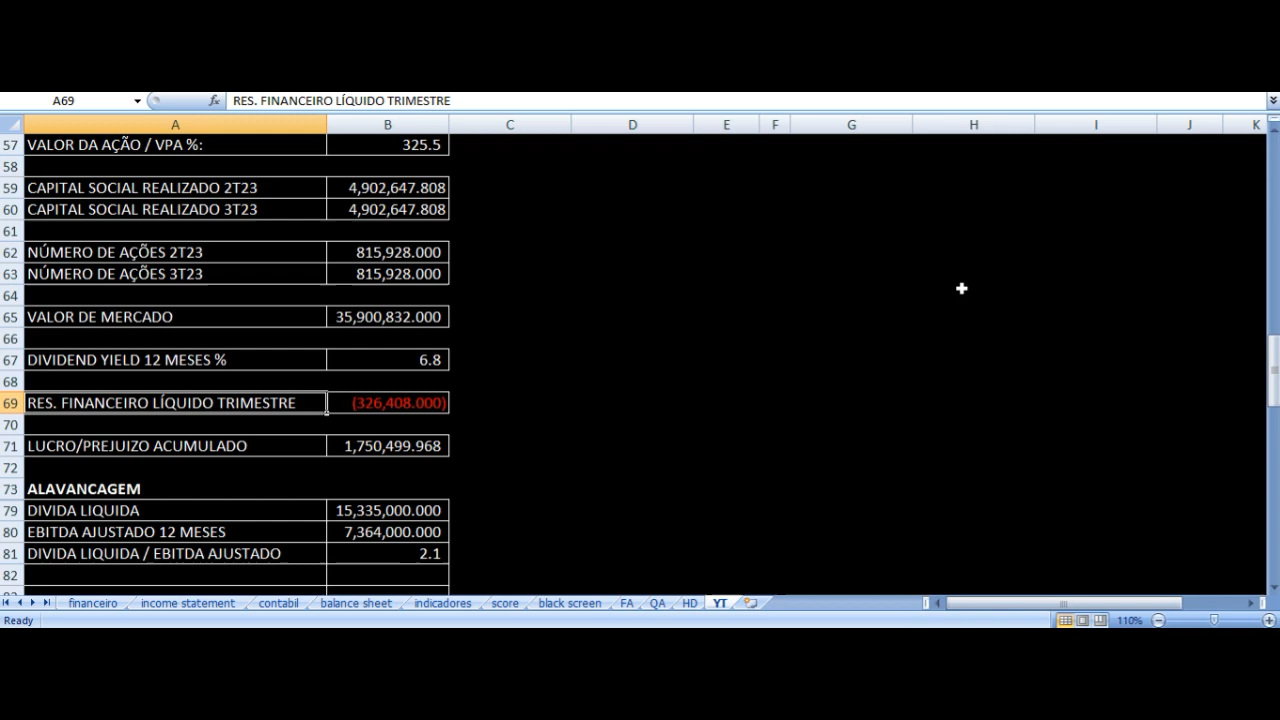 A69 fx RES. FINANCEIRO LÍQUIDO TRIMESTRE
A B C D E F G H I J K
57 VALOR DA AÇÃO / VPA %: 325.5
58
59 CAPITAL SOCIAL REALIZADO 2T23 4,902,647.808
60 CAPITAL SOCIAL REALIZADO 3T23 4,902,647.808
61
62 NÚMERO DE AÇÕES 2T23 815,928.000
63 NÚMERO DE AÇÕES 3T23 815,928.000
64
65 VALOR DE MERCADO 35,900,832.000
66
67 DIVIDEND YIELD 12 MESES % 6.8
68
69 RES. FINANCEIRO LÍQUIDO TRIMESTRE (326,408.000)
70
71 LUCRO/PREJUIZO ACUMULADO 1,750,499.968
72
73 ALAVANCAGEM
79 DIVIDA LIQUIDA 15,335,000.000
80 EBITDA AJUSTADO 12 MESES 7,364,000.000
81 DIVIDA LIQUIDA / EBITDA AJUSTADO 2.1
82
financeiro income statement contabil balance sheet indicadores score black screen FA QA HD YT
Ready 110%